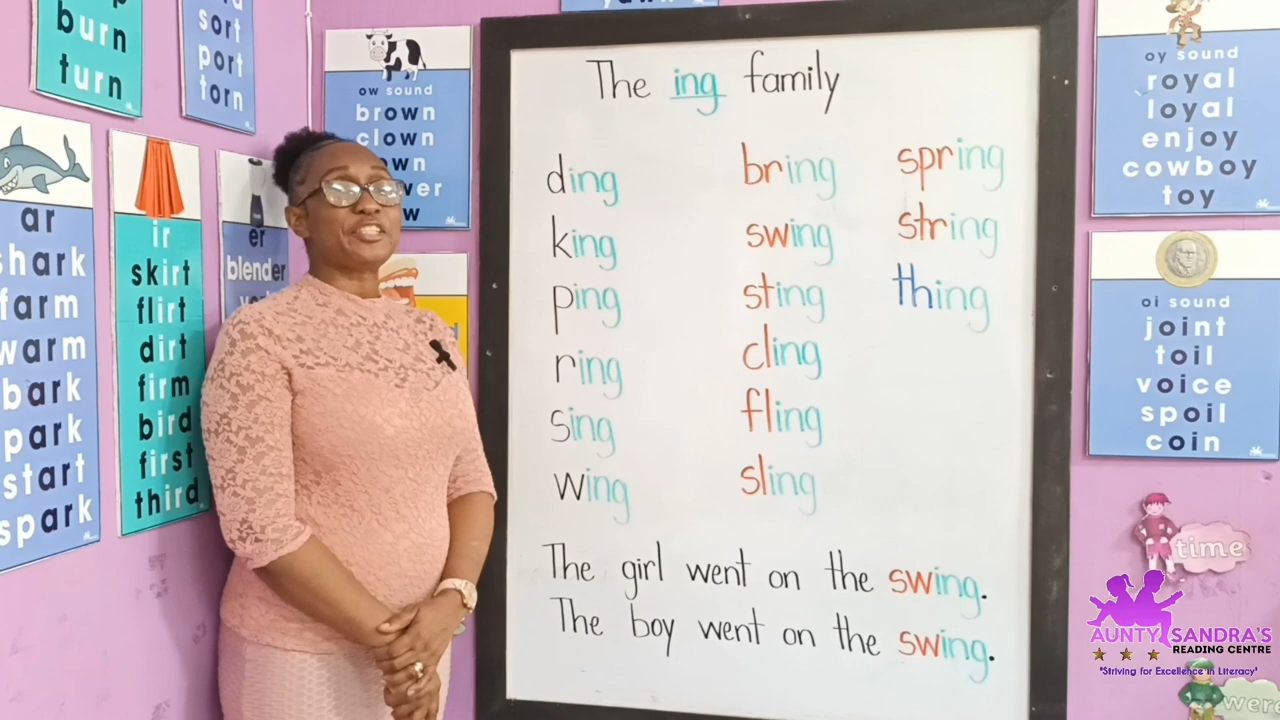 burn
turn
sort
port
torn
ow sound
brown
clown
oy sound
royal
loyal
enjoy
cowboy
toy
ar
shark
farm
warm
bark
park
start
spark
ir
skirt
flirt
dirt
firm
bird
first
third
er
blender
The ing family
ding bring spring
king swing string
ping sting thing
ring cling
sing fling
wing sling
The girl went on the swing.
The boy went on the swing.
oi sound
joint
toil
voice
spoil
coin
time
were
AUNTY SANDRA'S
READING CENTRE
"Striving for Excellence in Literacy"